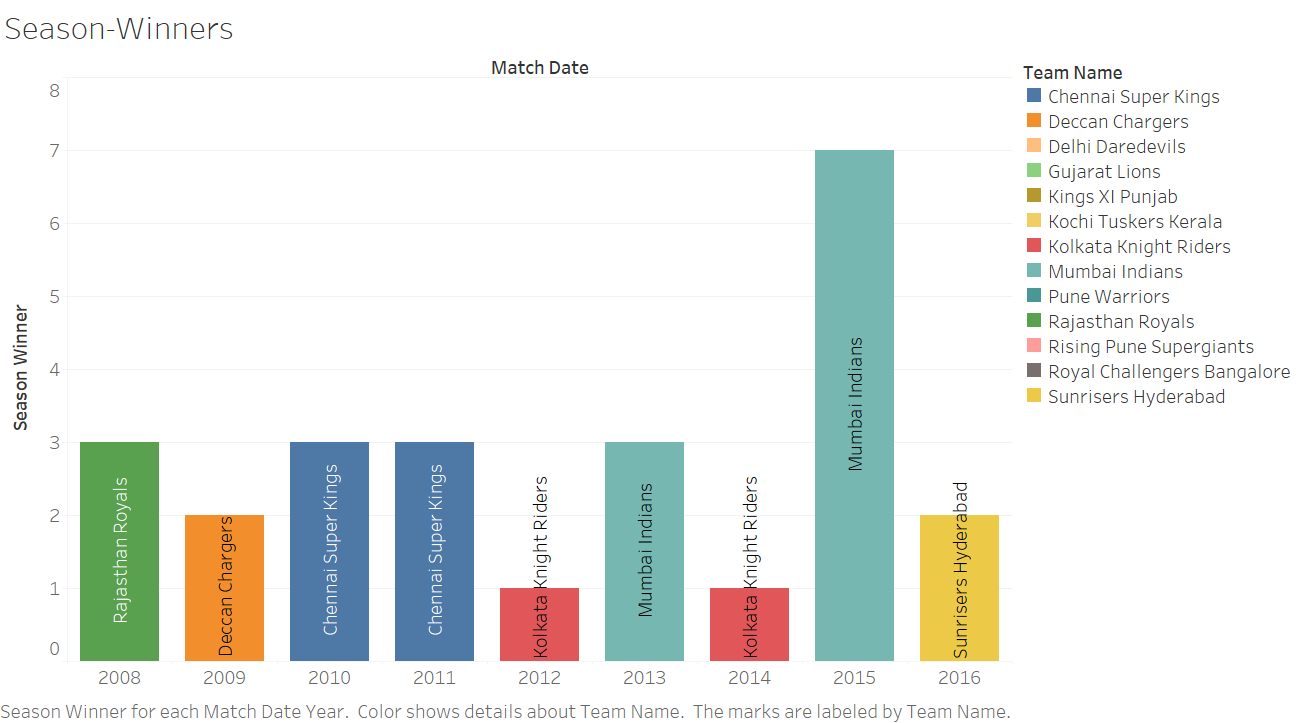 Season-Winners
Match Date
Season Winner
8
7
6
5
4
3
2
1
0
Rajasthan Royals
Deccan Chargers
Chennai Super Kings
Chennai Super Kings
Kolkata Knight Riders
Mumbai Indians
Kolkata Knight Riders
Mumbai Indians
Sunrisers Hyderabad
2008 2009 2010 2011 2012 2013 2014 2015 2016
Team Name
Chennai Super Kings
Deccan Chargers
Delhi Daredevils
Gujarat Lions
Kings XI Punjab
Kochi Tuskers Kerala
Kolkata Knight Riders
Mumbai Indians
Pune Warriors
Rajasthan Royals
Rising Pune Supergiants
Royal Challengers Bangalore
Sunrisers Hyderabad
Season Winner for each Match Date Year. Color shows details about Team Name. The marks are labeled by Team Name.